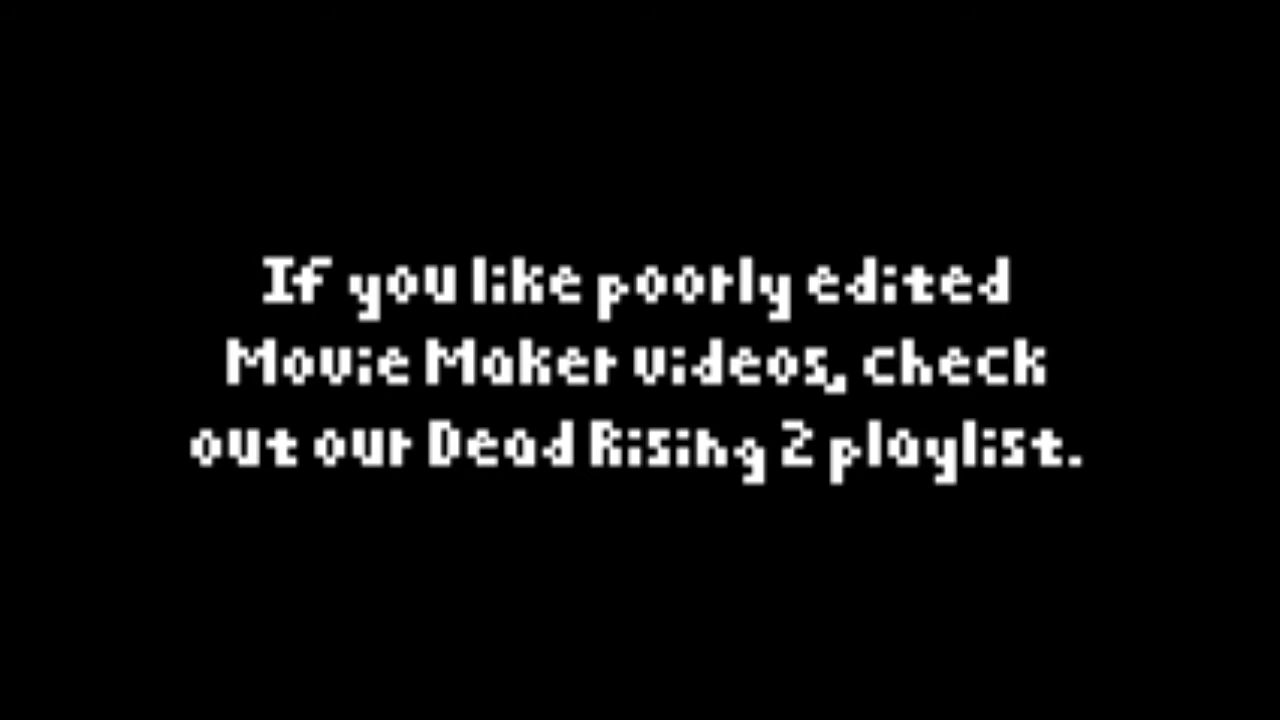 If you like poorly edited
Movie Maker videos, check
out our Dead Rising 2 playlist.